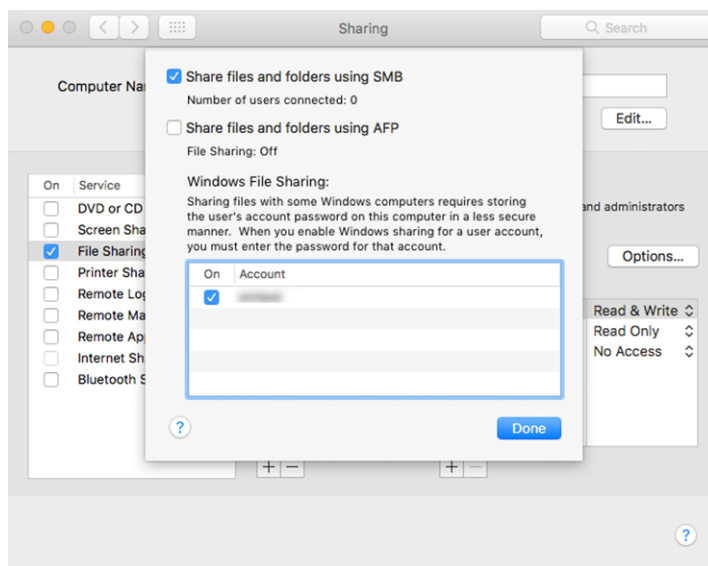 Sharing
Search
Computer Na
Edit...
Share files and folders using SMB
Number of users connected: 0
Share files and folders using AFP
File Sharing: Off
Windows File Sharing:
Sharing files with some Windows computers requires storing
the user's account password on this computer in a less secure
manner. When you enable Windows sharing for a user account,
you must enter the password for that account.
On Account
Done
On Service
DVD or CD
Screen Sha
File Sharing
Printer Sha
Remote Log
Remote Ma
Remote Ap
Internet Sh
Bluetooth S
and administrators
Options...
Read & Write
Read Only
No Access